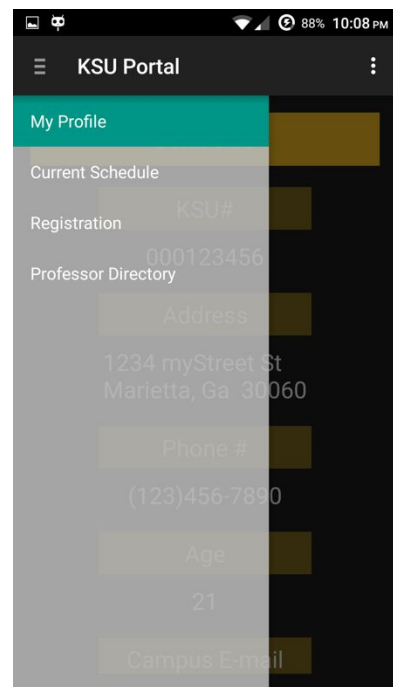 88% 10:08 PM
KSU Portal
My Profile
Current Schedule
KSU#
Registration
000123456
Professor Directory
Address
1234 myStreet St
Marietta, Ga 30060
Phone #
(123)456-7890
Age
21
Campus E-mail